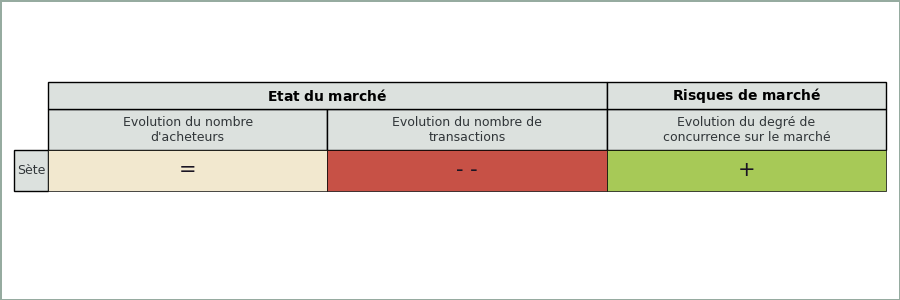 Etat du marché
Risques de marché
Evolution du nombre
d'acheteurs
Evolution du nombre de
transactions
Evolution du degré de
concurrence sur le marché
Sète
=
- -
+